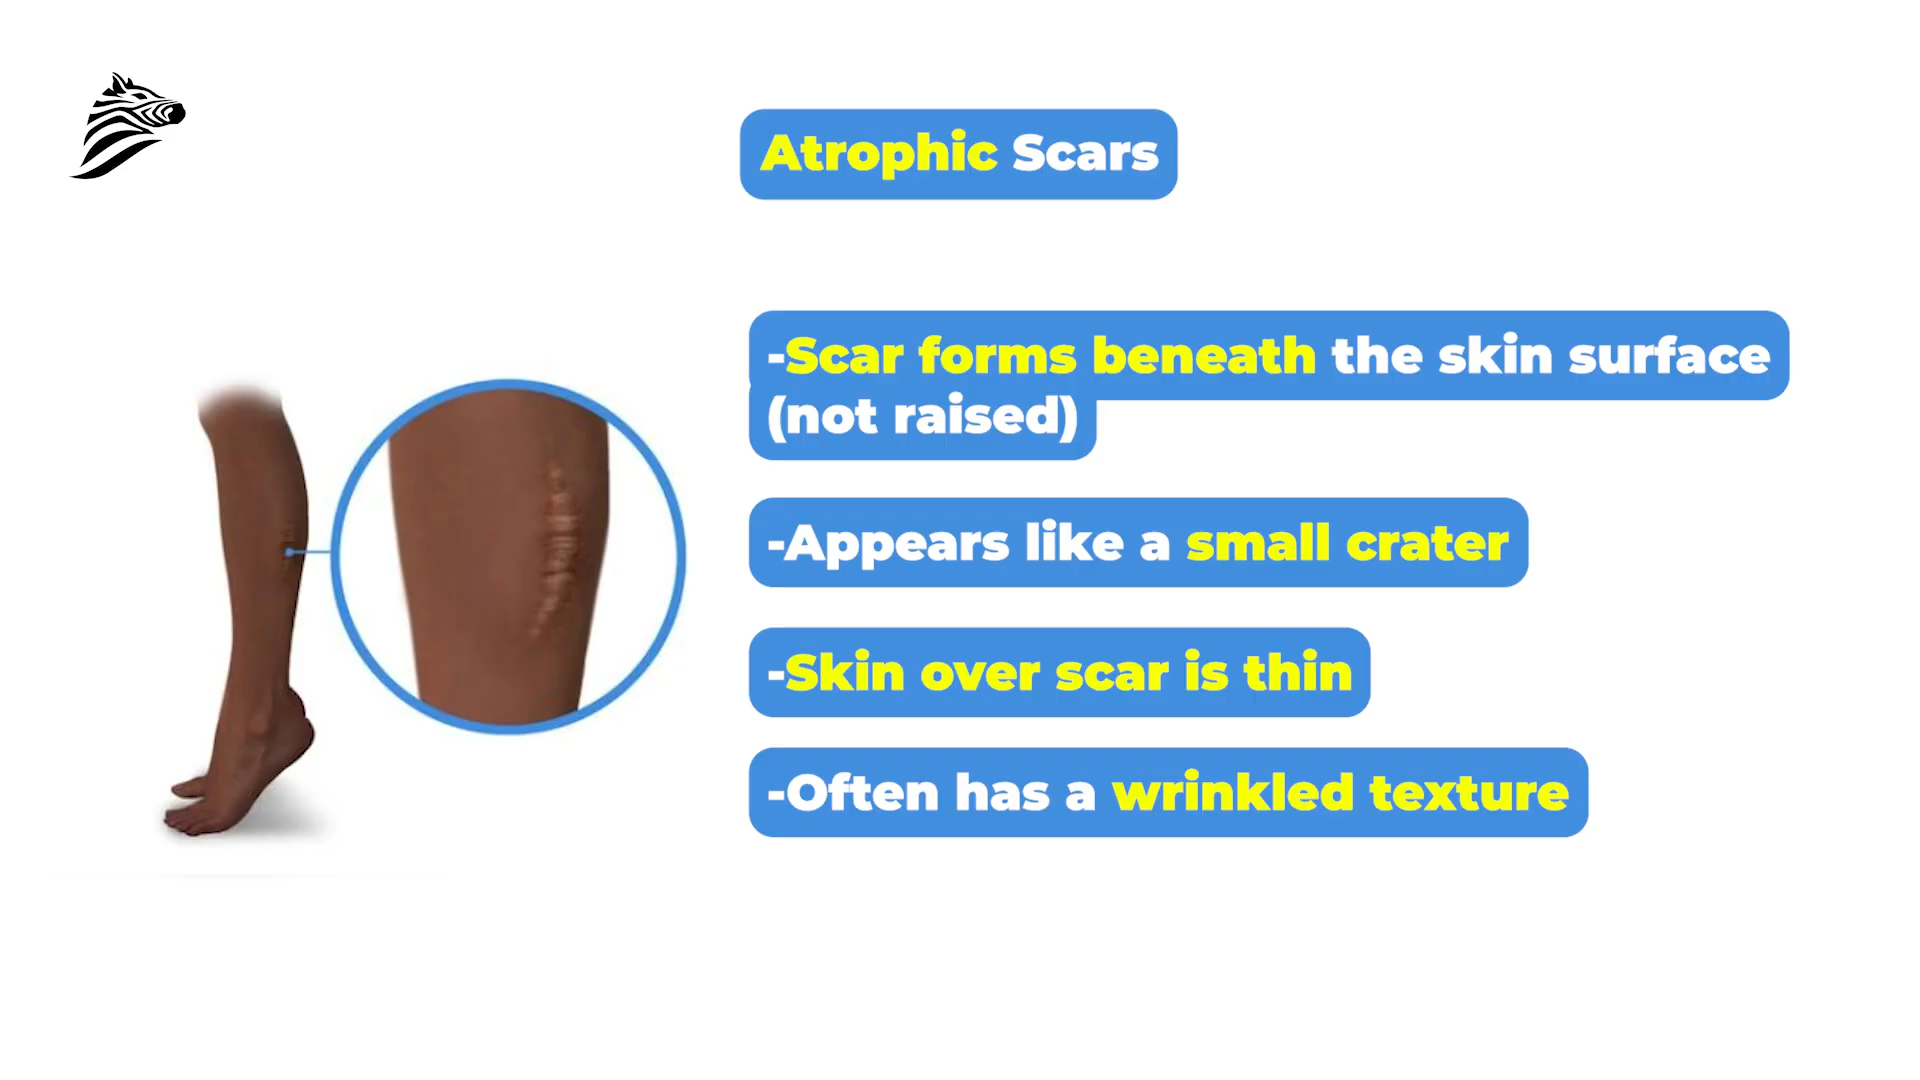 Atrophic Scars
-Scar forms beneath the skin surface
(not raised)
-Appears like a small crater
-Skin over scar is thin
-Often has a wrinkled texture